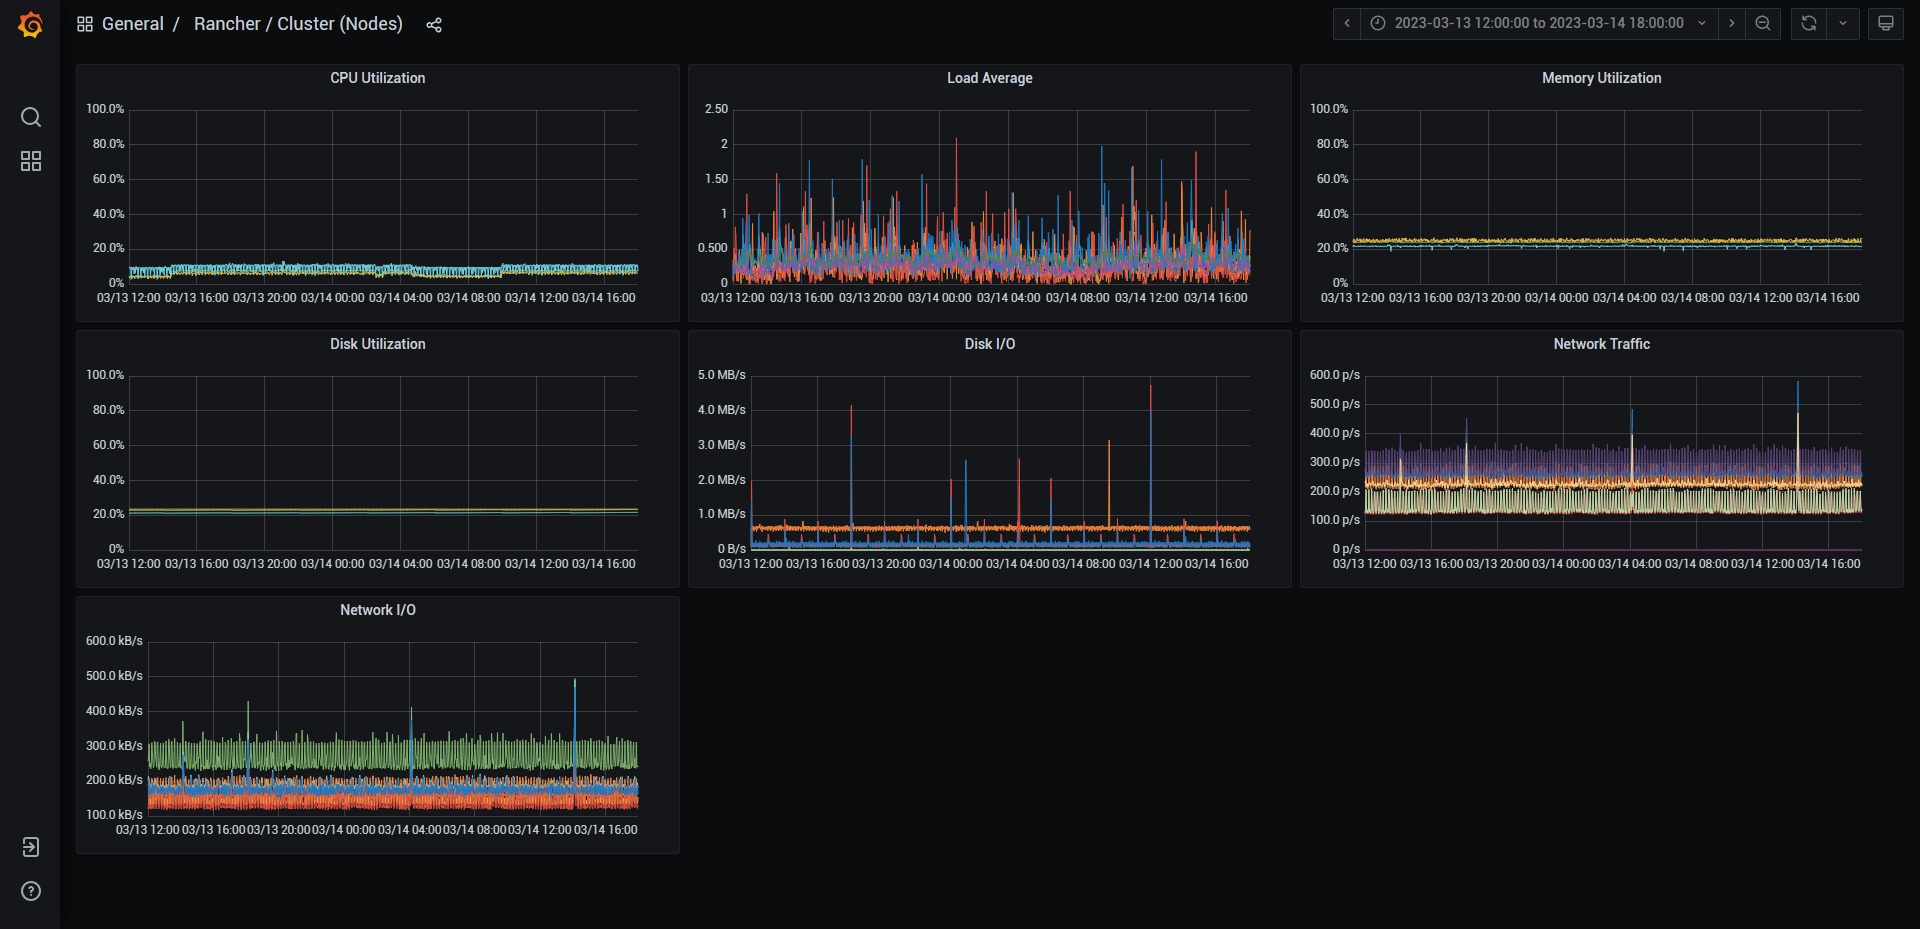 General / Rancher / Cluster (Nodes)
2023-03-13 12:00:00 to 2023-03-14 18:00:00
CPU Utilization
100.0%
80.0%
60.0%
40.0%
20.0%
0%
03/13 12:00 03/13 16:00 03/13 20:00 03/14 00:00 03/14 04:00 03/14 08:00 03/14 12:00 03/14 16:00
Load Average
2.50
2
1.50
1
0.500
0
03/13 12:00 03/13 16:00 03/13 20:00 03/14 00:00 03/14 04:00 03/14 08:00 03/14 12:00 03/14 16:00
Memory Utilization
100.0%
80.0%
60.0%
40.0%
20.0%
0%
03/13 12:00 03/13 16:00 03/13 20:00 03/14 00:00 03/14 04:00 03/14 08:00 03/14 12:00 03/14 16:00
Disk Utilization
100.0%
80.0%
60.0%
40.0%
20.0%
0%
03/13 12:00 03/13 16:00 03/13 20:00 03/14 00:00 03/14 04:00 03/14 08:00 03/14 12:00 03/14 16:00
Disk I/O
5.0 MB/s
4.0 MB/s
3.0 MB/s
2.0 MB/s
1.0 MB/s
0 B/s
03/13 12:00 03/13 16:00 03/13 20:00 03/14 00:00 03/14 04:00 03/14 08:00 03/14 12:00 03/14 16:00
Network Traffic
600.0 p/s
500.0 p/s
400.0 p/s
300.0 p/s
200.0 p/s
100.0 p/s
0 p/s
03/13 12:00 03/13 16:00 03/13 20:00 03/14 00:00 03/14 04:00 03/14 08:00 03/14 12:00 03/14 16:00
Network I/O
600.0 kB/s
500.0 kB/s
400.0 kB/s
300.0 kB/s
200.0 kB/s
100.0 kB/s
03/13 12:00 03/13 16:00 03/13 20:00 03/14 00:00 03/14 04:00 03/14 08:00 03/14 12:00 03/14 16:00